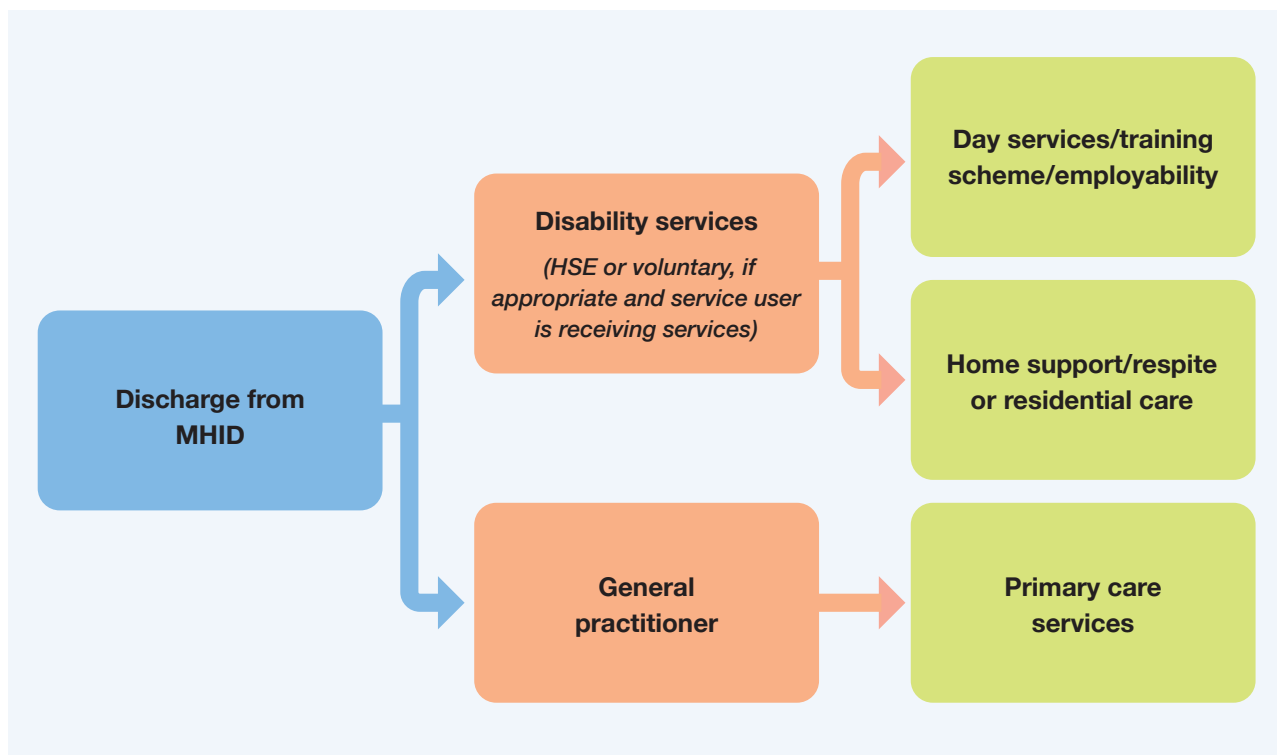 Discharge from
MHID
Disability services
(HSE or voluntary, if
appropriate and service user
is receiving services)
General
practitioner
Day services/training
scheme/employability
Home support/respite
or residential care
Primary care
services